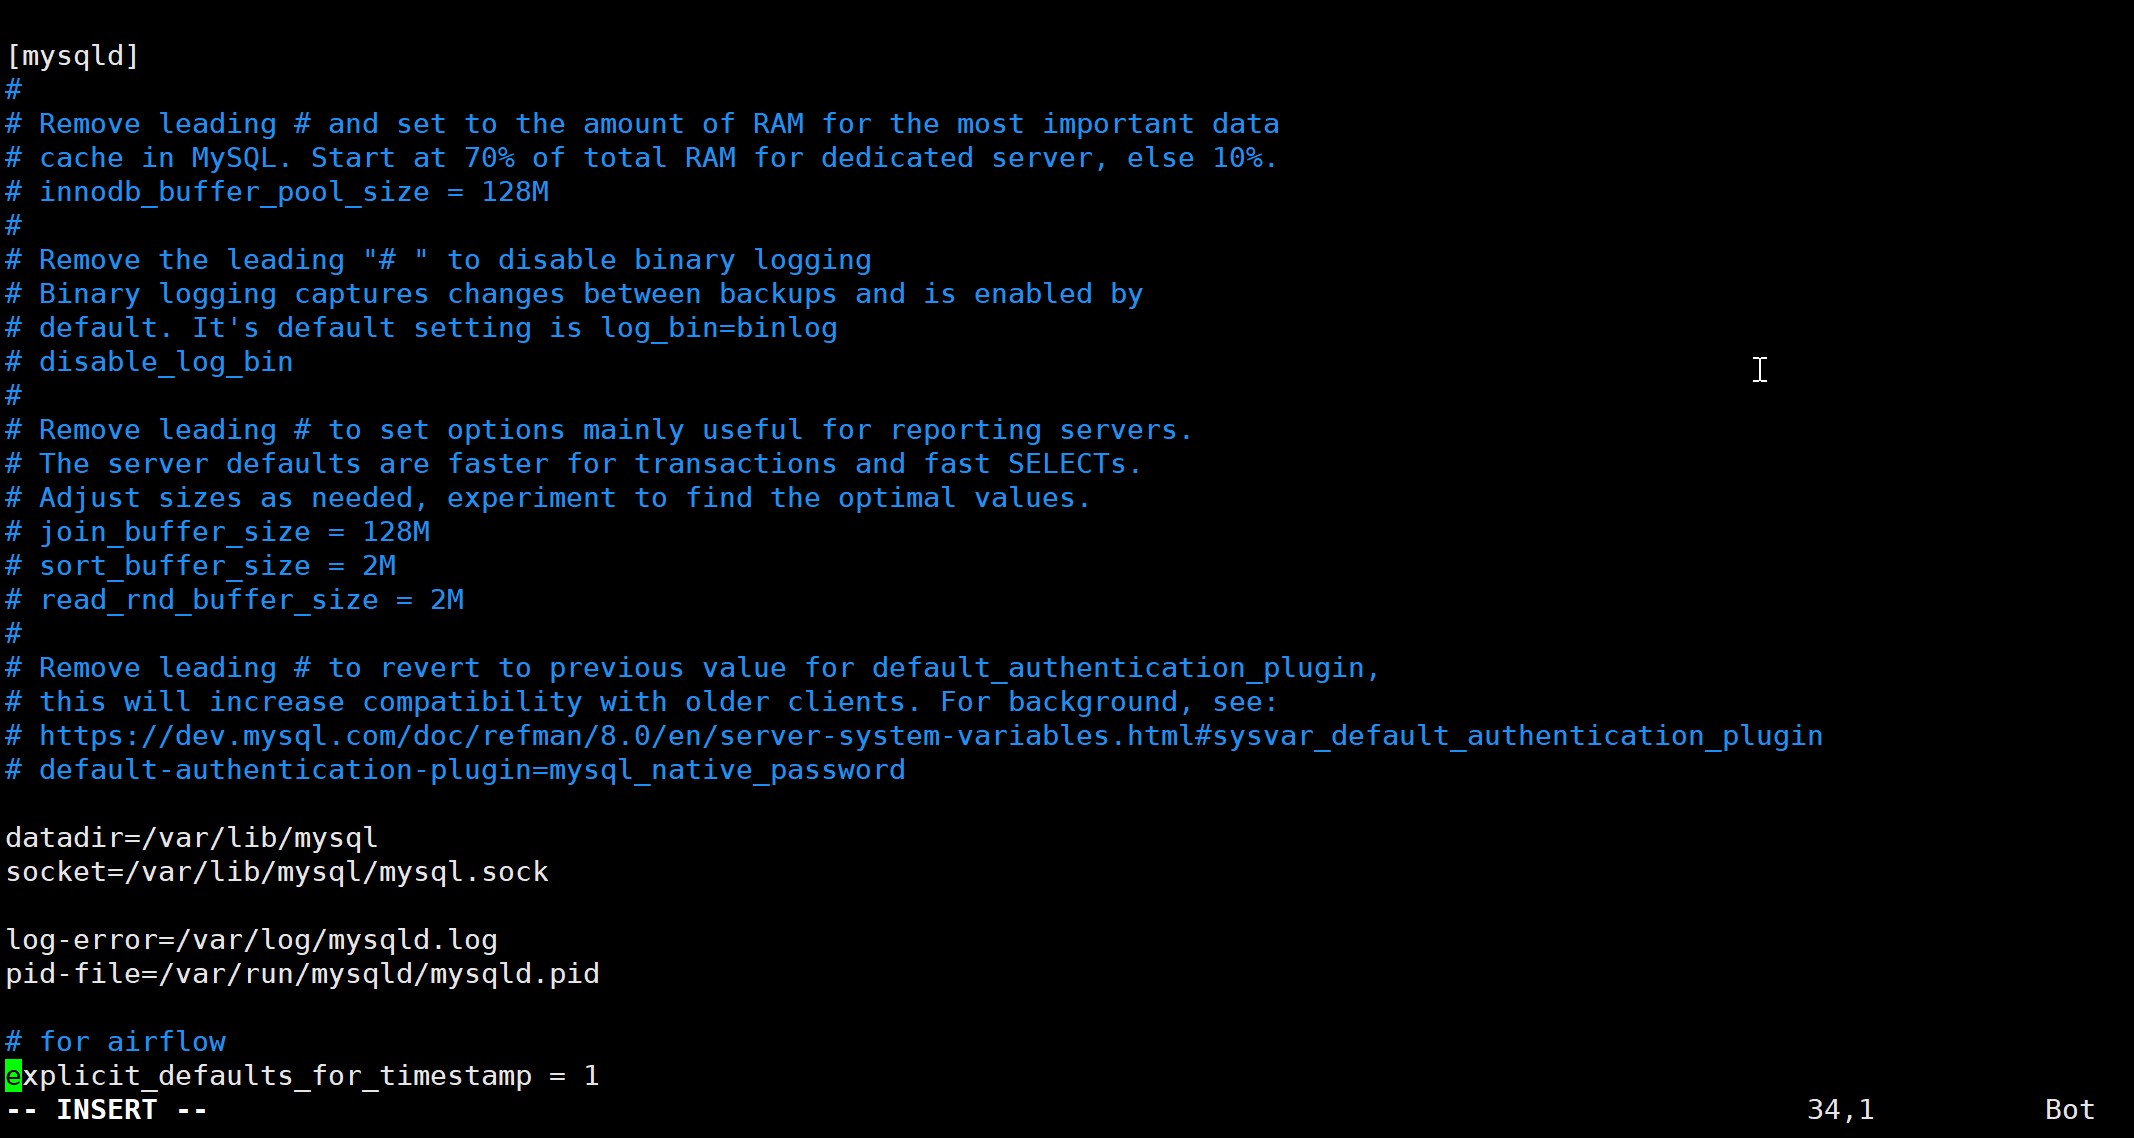 [mysqld]
#
# Remove leading # and set to the amount of RAM for the most important data
# cache in MySQL. Start at 70% of total RAM for dedicated server, else 10%.
# innodb_buffer_pool_size = 128M
#
# Remove the leading "# " to disable binary logging
# Binary logging captures changes between backups and is enabled by
# default. It's default setting is log_bin=binlog
# disable_log_bin
#
# Remove leading # to set options mainly useful for reporting servers.
# The server defaults are faster for transactions and fast SELECTs.
# Adjust sizes as needed, experiment to find the optimal values.
# join_buffer_size = 128M
# sort_buffer_size = 2M
# read_rnd_buffer_size = 2M
#
# Remove leading # to revert to previous value for default_authentication_plugin,
# this will increase compatibility with older clients. For background, see:
# https://dev.mysql.com/doc/refman/8.0/en/server-system-variables.html#sysvar_default_authentication_plugin
# default-authentication-plugin=mysql_native_password
datadir=/var/lib/mysql
socket=/var/lib/mysql/mysql.sock
log-error=/var/log/mysqld.log
pid-file=/var/run/mysqld/mysqld.pid
# for airflow
explicit_defaults_for_timestamp = 1
-- INSERT -- 34,1 Bot